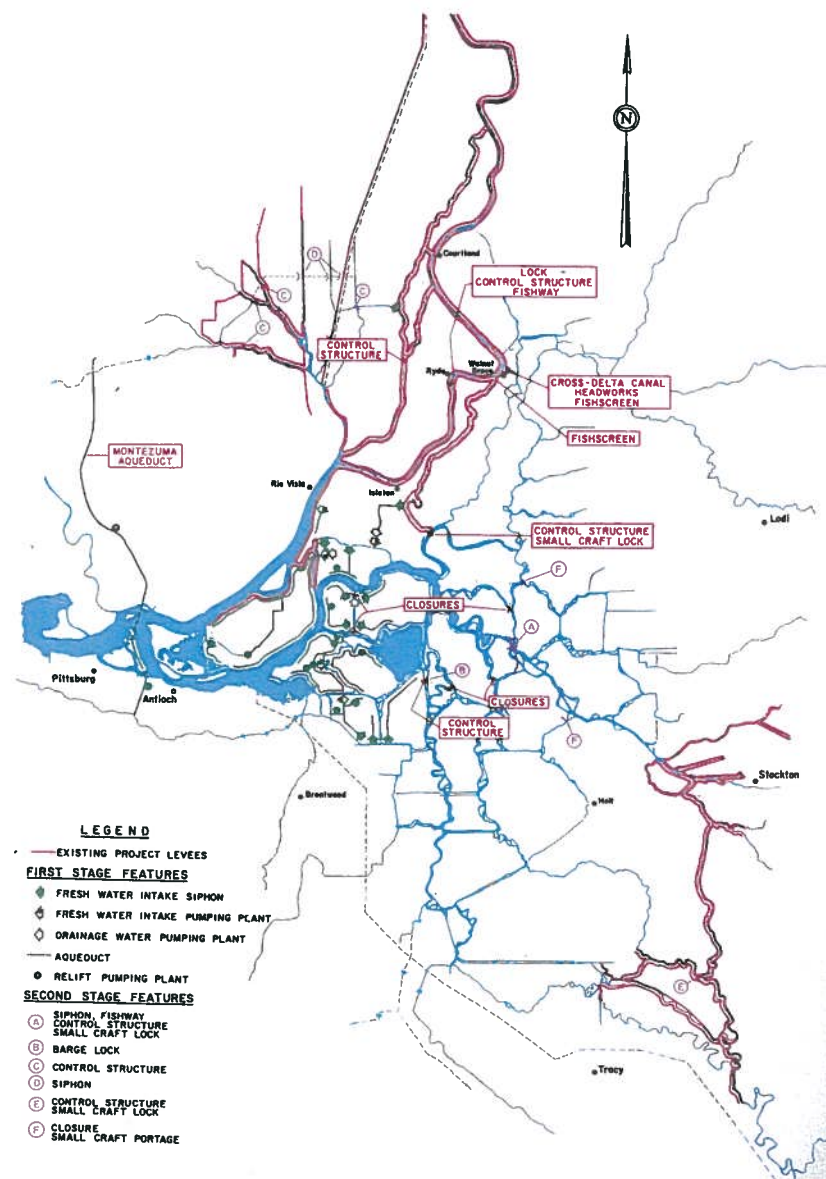 N
Courtland
LOCK
CONTROL STRUCTURE
FISHWAY
D
C
C
C
CONTROL
STRUCTURE
Ryde
Walnut
Grove
CROSS-DELTA CANAL
HEADWORKS
FISHSCREEN
FISHSCREEN
MONTEZUMA
AQUEDUCT
Rio Vista
Isleton
Lodi
CONTROL STRUCTURE
SMALL CRAFT LOCK
F
CLOSURES
A
Pittsburg
Antioch
B
CLOSURES
CONTROL
STRUCTURE
F
Stockton
Brentwood
Holt
E
Tracy
LEGEND
EXISTING PROJECT LEVEES
FIRST STAGE FEATURES
FRESH WATER INTAKE SIPHON
FRESH WATER INTAKE PUMPING PLANT
DRAINAGE WATER PUMPING PLANT
AQUEDUCT
RELIFT PUMPING PLANT
SECOND STAGE FEATURES
A SIPHON, FISHWAY
CONTROL STRUCTURE
SMALL CRAFT LOCK
B BARGE LOCK
C CONTROL STRUCTURE
D SIPHON
E CONTROL STRUCTURE
SMALL CRAFT LOCK
F CLOSURE
SMALL CRAFT PORTAGE